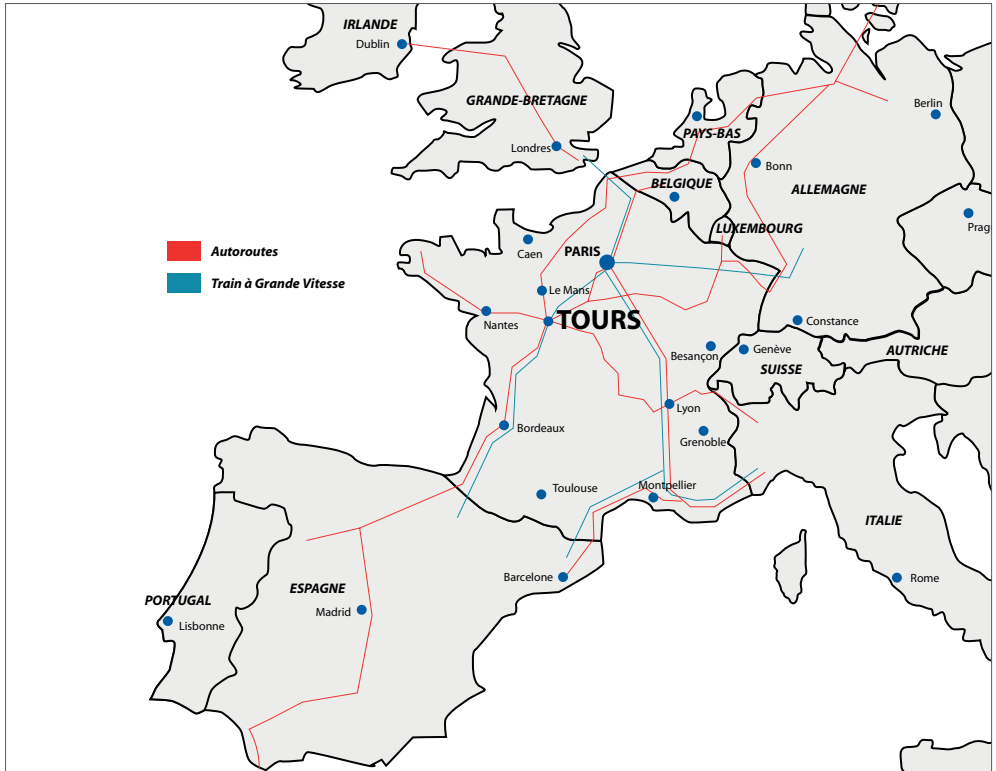 IRLANDE
Dublin
GRANDE-BRETAGNE
Londres
PAYS-BAS
Berlin
Bonn
BELGIQUE
ALLEMAGNE
LUXEMBOURG
Prag
Autoroutes
Train à Grande Vitesse
Caen
PARIS
Le Mans
Nantes
TOURS
Constance
Besançon
Genève
SUISSE
AUTRICHE
Lyon
Bordeaux
Grenoble
Toulouse
Montpellier
ITALIE
Barcelone
Rome
ESPAGNE
Madrid
PORTUGAL
Lisbonne